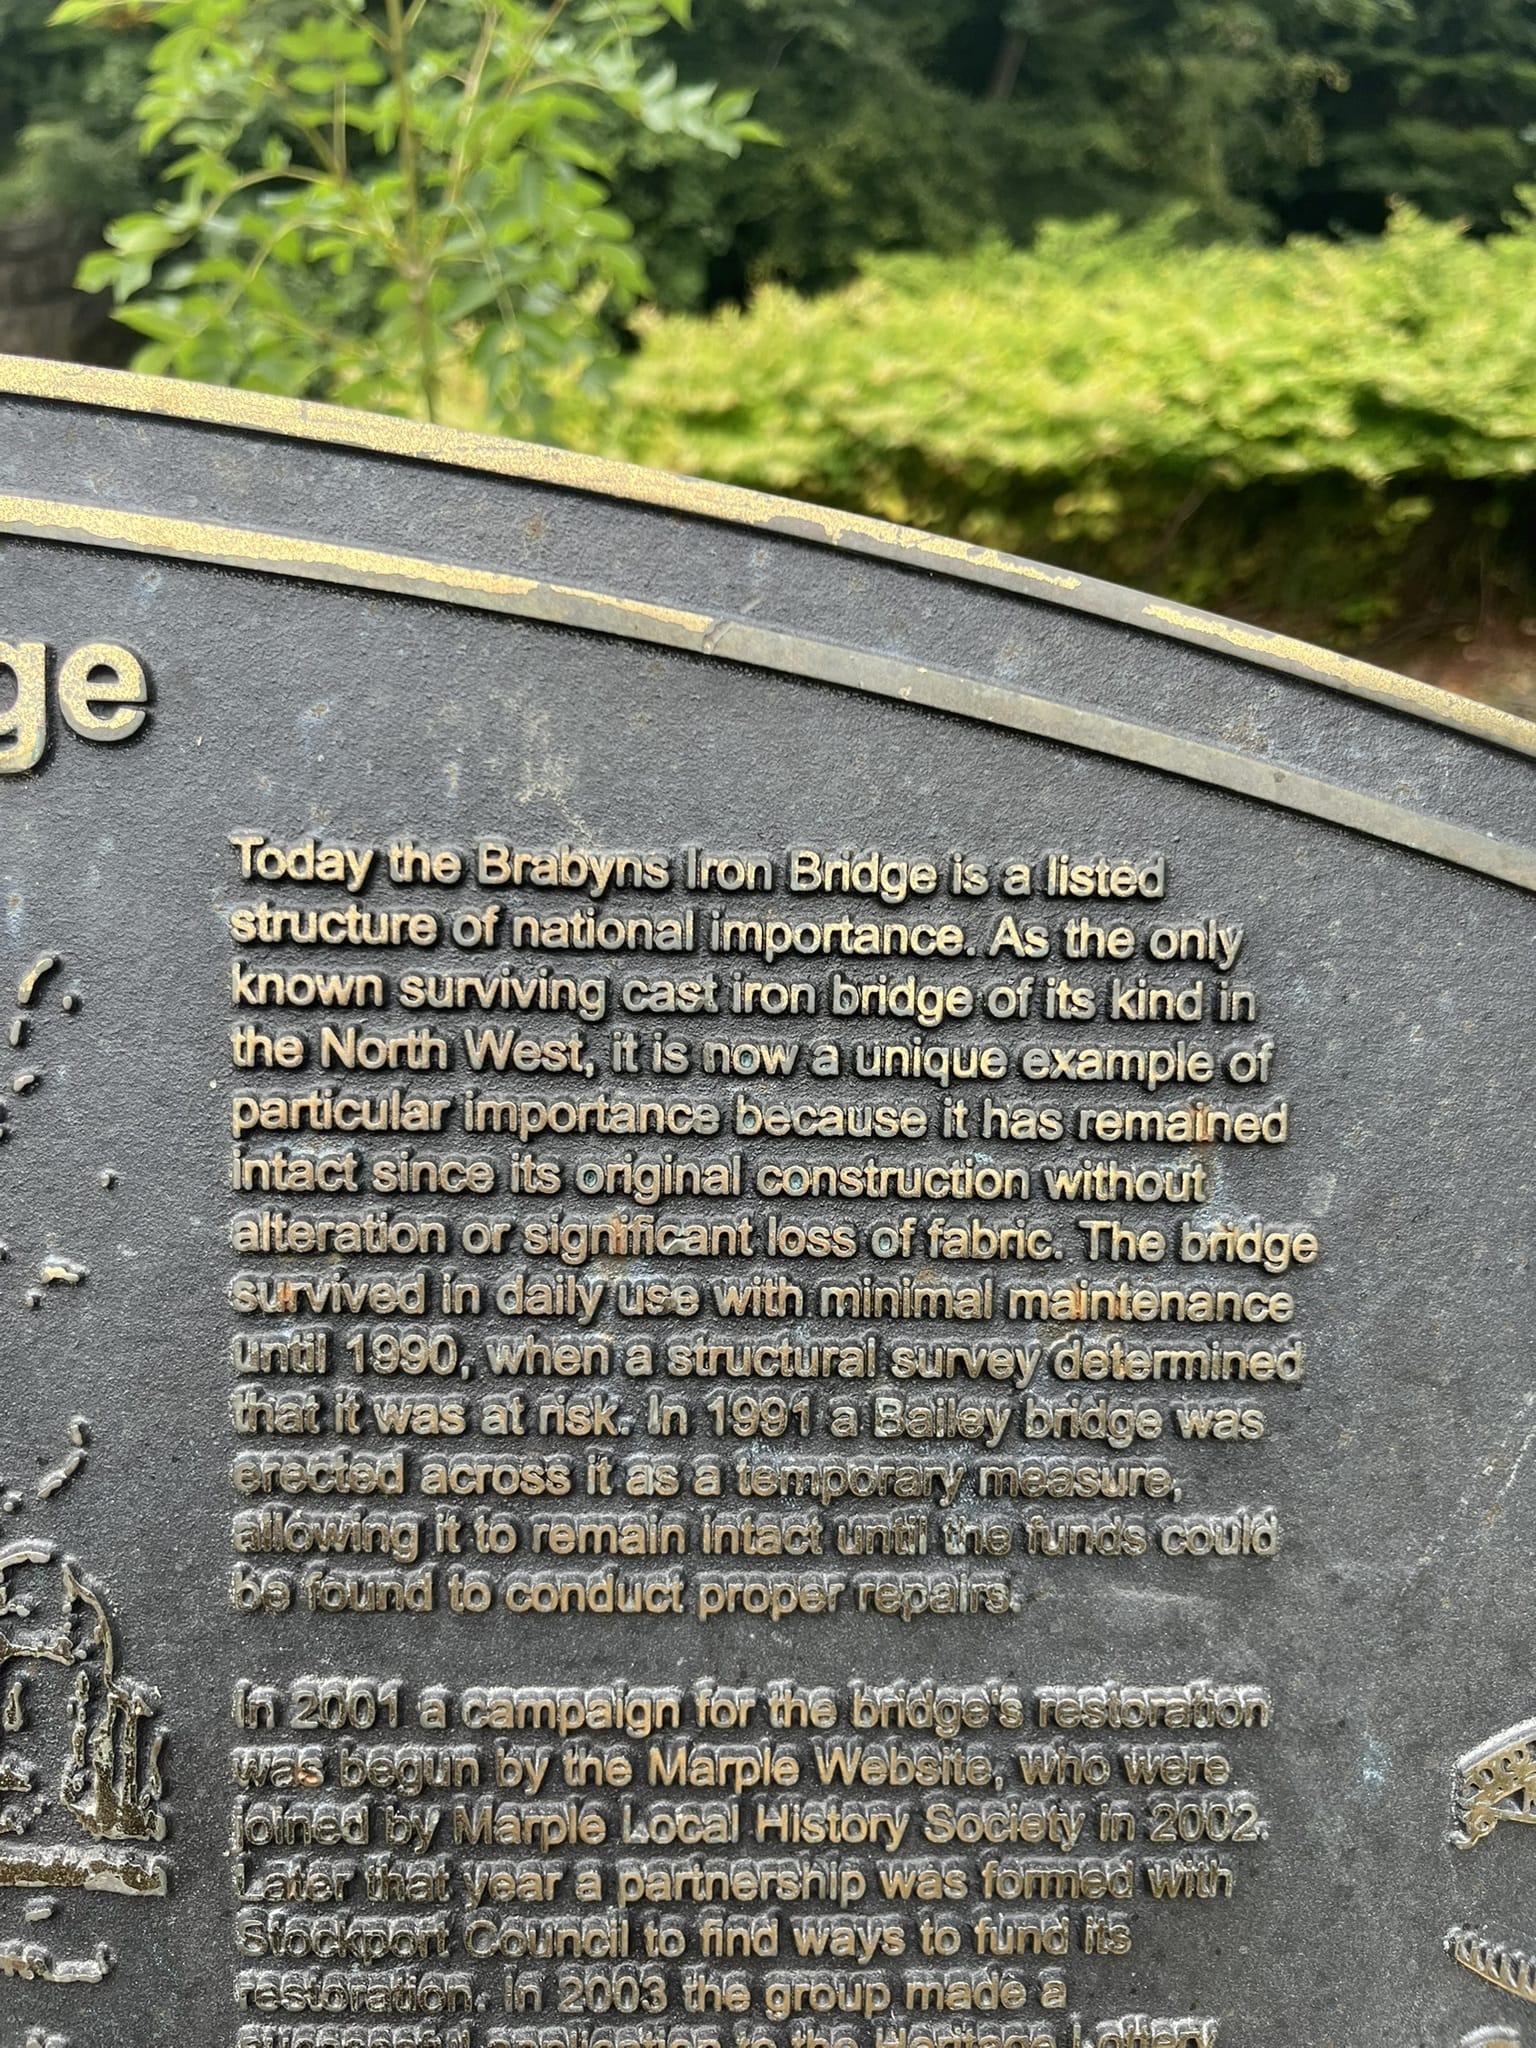 ge
Today the Brabyns Iron Bridge is a listed
structure of national importance. As the only
known surviving cast iron bridge of its kind in
the North West, it is now a unique example of
particular importance because it has remained
intact since its original construction without
alteration or significant loss of fabric. The bridge
survived in daily use with minimal maintenance
until 1990, when a structural survey determined
that it was at risk. In 1991 a Bailey bridge was
erected across it as a temporary measure,
allowing it to remain intact until the funds could
be found to conduct proper repairs.
In 2001 a campaign for the bridge's restoration
was begun by the Marple Website, who were
joined by Marple Local History Society in 2002.
Later that year a partnership was formed with
Stockport Council to find ways to fund its
restoration. In 2003 the group made a
successful application to the Heritage Lottery